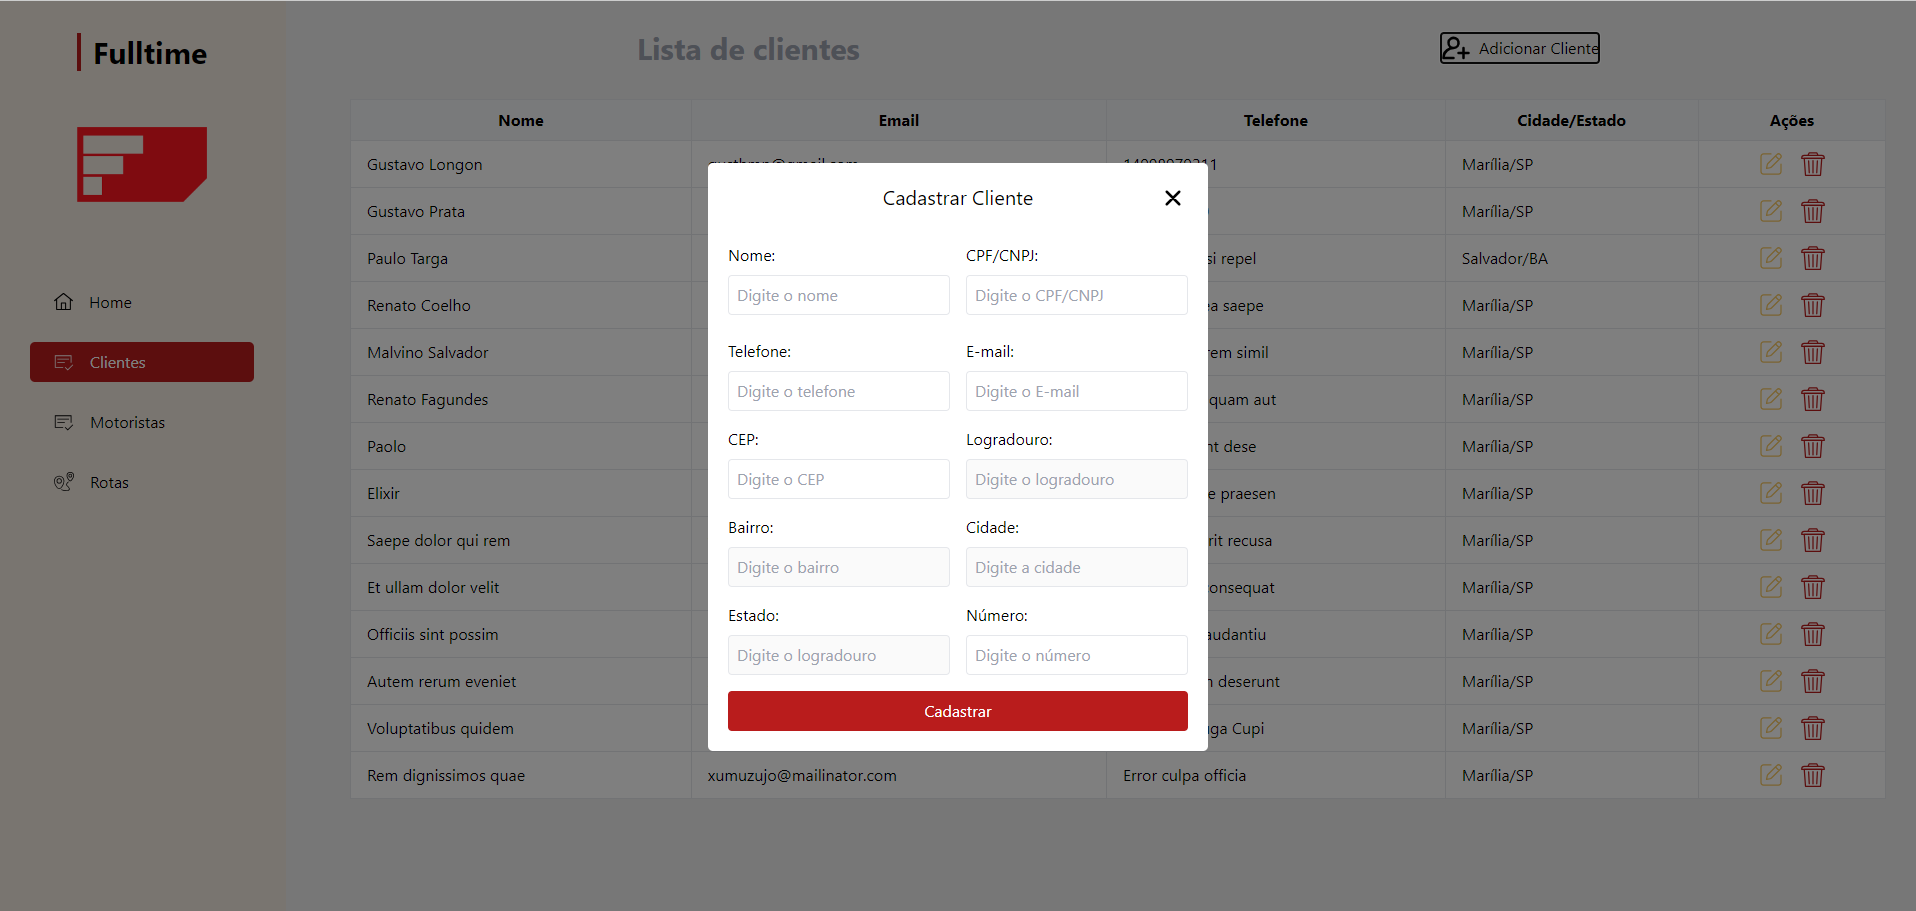 Fulltime
Lista de clientes
Adicionar Cliente
Home
Clientes
Motoristas
Rotas
Nome Email Telefone Cidade/Estado Ações
Gustavo Longon Marília/SP
Gustavo Prata Marília/SP
Paulo Targa si repel Salvador/BA
Renato Coelho ea saepe Marília/SP
Malvino Salvador rem simil Marília/SP
Renato Fagundes quam aut Marília/SP
Paolo nt dese Marília/SP
Elixir e praesen Marília/SP
Saepe dolor qui rem rit recusa Marília/SP
Et ullam dolor velit onsequat Marília/SP
Officiis sint possim audantiu Marília/SP
Autem rerum eveniet deserunt Marília/SP
Voluptatibus quidem ga Cupi Marília/SP
Rem dignissimos quae xumuzujo@mailinator.com Error culpa officia Marília/SP
Cadastrar Cliente
Nome: CPF/CNPJ:
Digite o nome Digite o CPF/CNPJ
Telefone: E-mail:
Digite o telefone Digite o E-mail
CEP: Logradouro:
Digite o CEP Digite o logradouro
Bairro: Cidade:
Digite o bairro Digite a cidade
Estado: Número:
Digite o logradouro Digite o número
Cadastrar